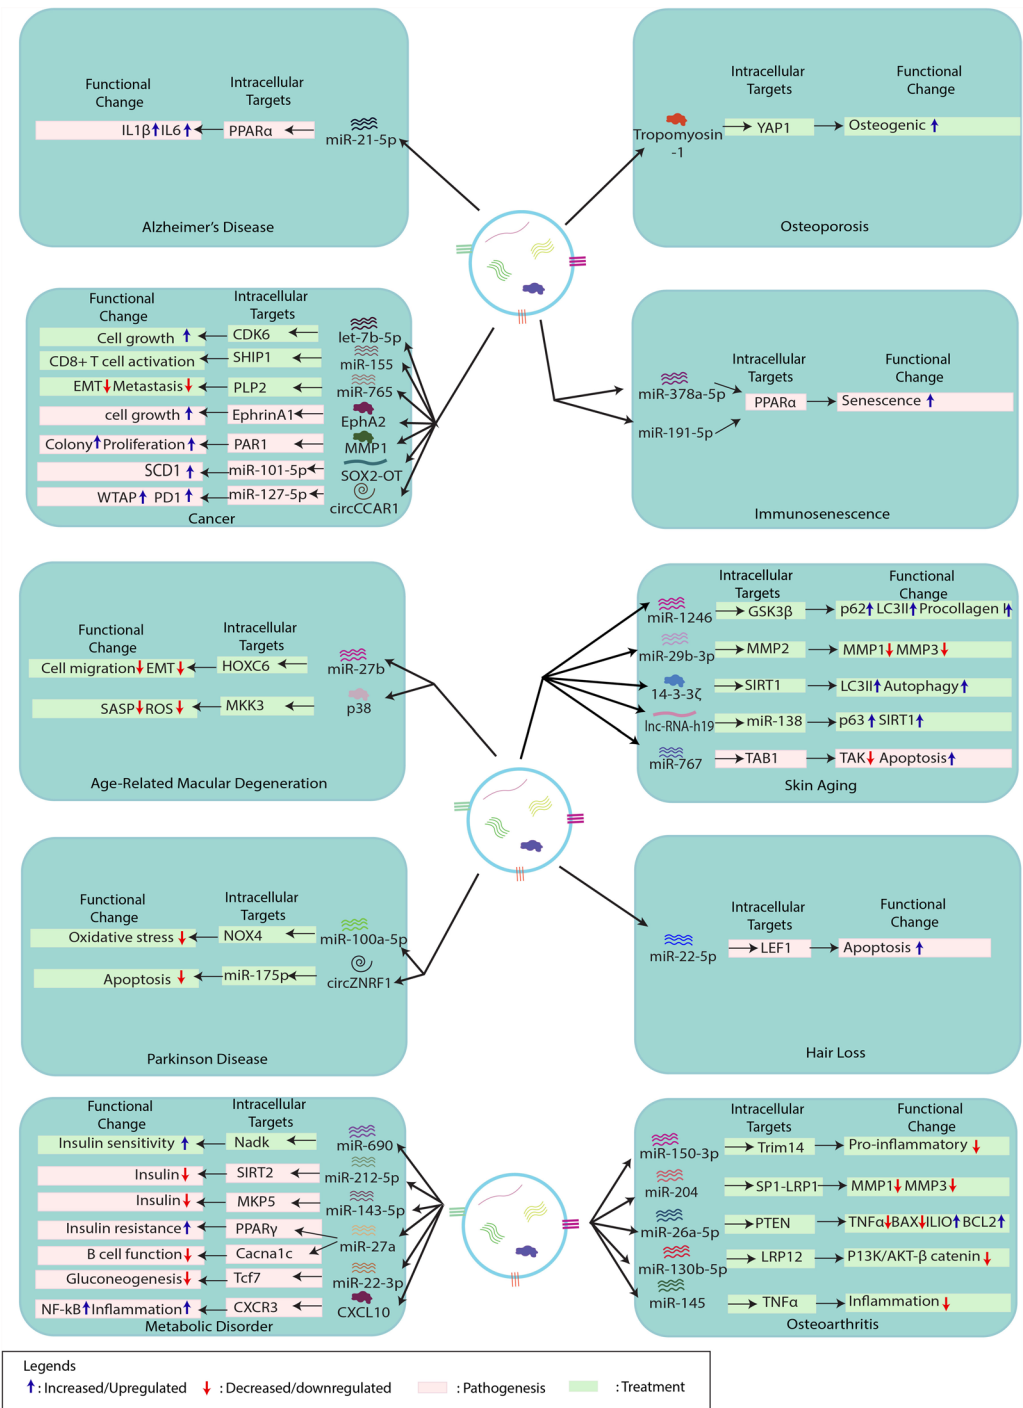 Functional
Change
Intracellular
Targets
IL1β IL6
PPARα
miR-21-5p
Alzheimer's Disease
Intracellular
Targets
Functional
Change
Tropomyosin
-1
YAP1
Osteogenic
Osteoporosis
Functional
Change
Intracellular
Targets
Cell growth
CDK6
let-7b-5p
CD8+ T cell activation
SHIP1
miR-155
EMT Metastasis
PLP2
miR-765
cell growth
EphrinA1
EphA2
Colony Proliferation
PAR1
MMP1
SCD1
miR-101-5p
SOX2-OT
WTAP PD1
miR-127-5p
circCCAR1
Cancer
Intracellular
Targets
Functional
Change
miR-378a-5p
PPARα
Senescence
miR-191-5p
Immunosenescence
Functional
Change
Intracellular
Targets
Cell migration EMT
HOXC6
miR-27b
SASP ROS
MKK3
p38
Age-Related Macular Degeneration
Intracellular
Targets
Functional
Change
miR-1246
GSK3β
p62 LC3II Procollagen I
miR-29b-3p
MMP2
MMP1 MMP3
14-3-3ζ
SIRT1
LC3II Autophagy
lnc-RNA-h19
miR-138
p63 SIRT1
miR-767
TAB1
TAK Apoptosis
Skin Aging
Functional
Change
Intracellular
Targets
Oxidative stress
NOX4
miR-100a-5p
Apoptosis
miR-175p
circZNRF1
Parkinson Disease
Intracellular
Targets
Functional
Change
miR-22-5p
LEF1
Apoptosis
Hair Loss
Functional
Change
Intracellular
Targets
Insulin sensitivity
Nadk
miR-690
Insulin
SIRT2
miR-212-5p
Insulin
MKP5
miR-143-5p
Insulin resistance
PPARγ
miR-27a
B cell function
Cacna1c
Gluconeogenesis
Tcf7
miR-22-3p
NF-kB Inflammation
CXCR3
CXCL10
Metabolic Disorder
Intracellular
Targets
Functional
Change
miR-150-3p
Trim14
Pro-inflammatory
miR-204
SP1-LRP1
MMP1 MMP3
miR-26a-5p
PTEN
TNFα BAX ILIO BCL2
miR-130b-5p
LRP12
P13K/AKT-β catenin
miR-145
TNFα
Inflammation
Osteoarthritis
Legends
: Increased/Upregulated
: Decreased/downregulated
: Pathogenesis
: Treatment